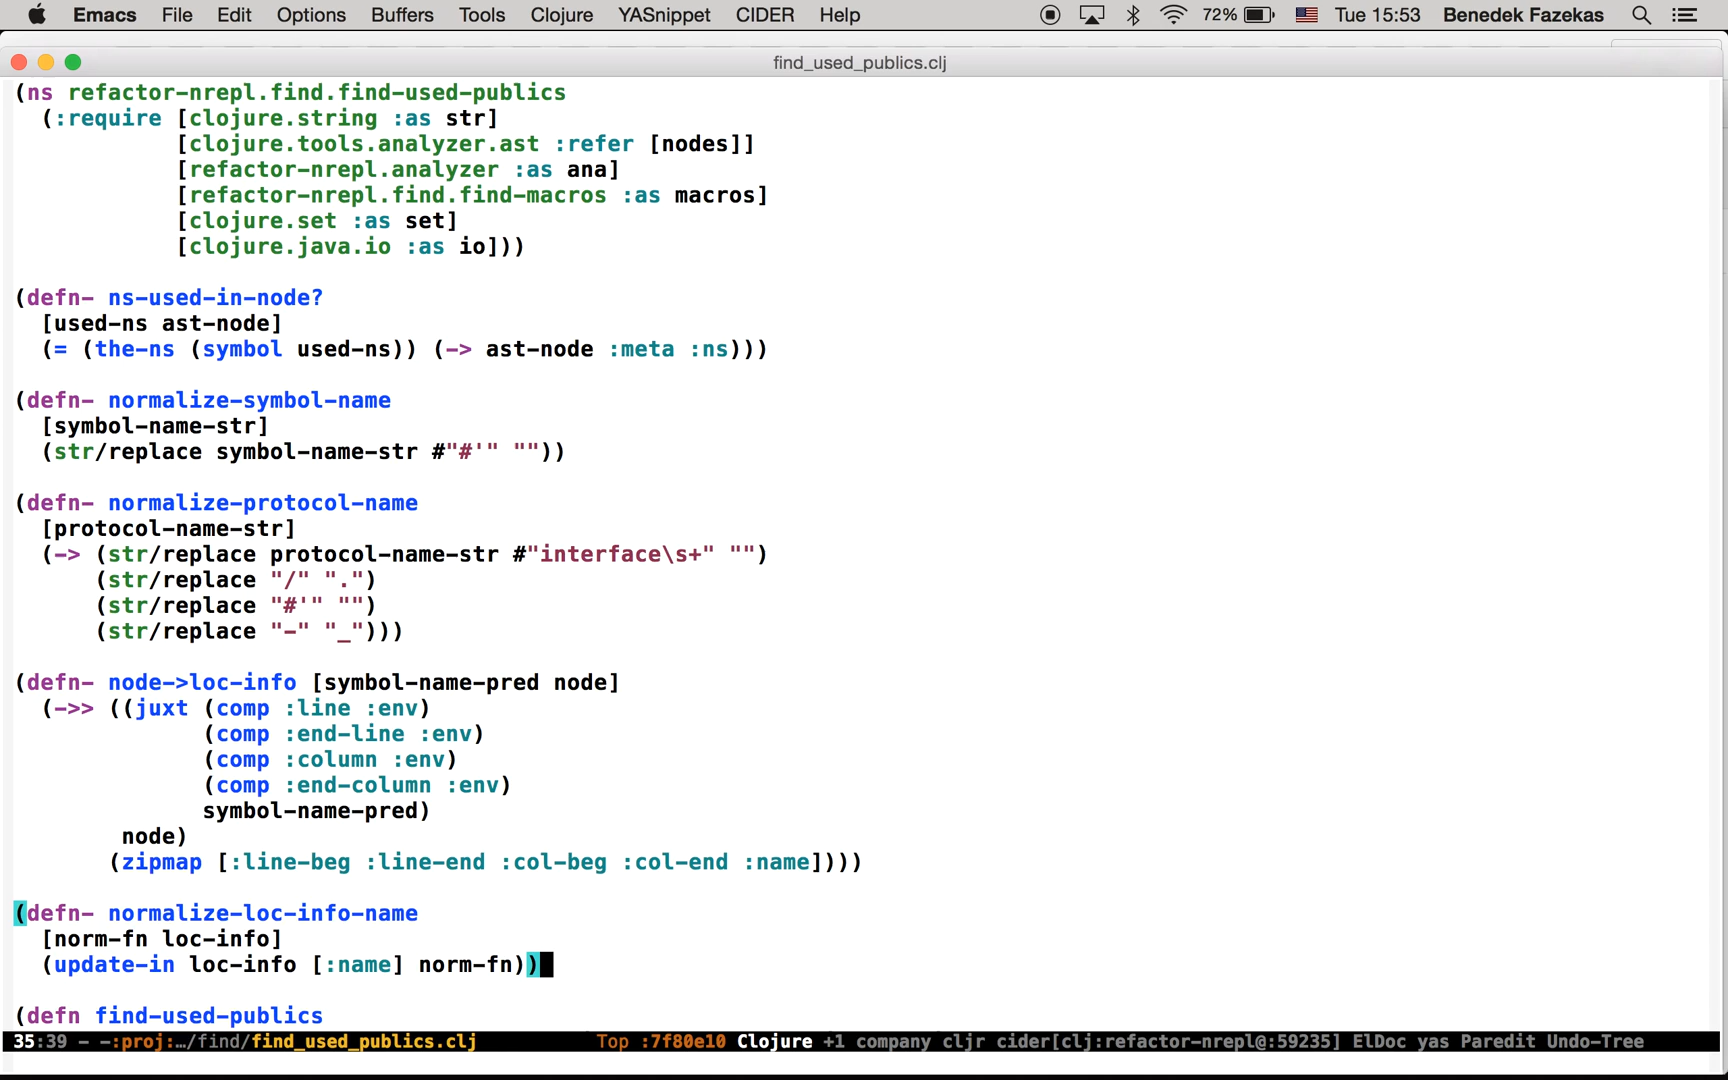 Emacs File Edit Options Buffers Tools Clojure YASnippet CIDER Help 72% Tue 15:53 Benedek Fazekas
find_used_publics.clj
(ns refactor-nrepl.find.find-used-publics
  (:require [clojure.string :as str]
            [clojure.tools.analyzer.ast :refer [nodes]]
            [refactor-nrepl.analyzer :as ana]
            [refactor-nrepl.find.find-macros :as macros]
            [clojure.set :as set]
            [clojure.java.io :as io]))
(defn- ns-used-in-node?
  [used-ns ast-node]
  (= (the-ns (symbol used-ns)) (-> ast-node :meta :ns)))
(defn- normalize-symbol-name
  [symbol-name-str]
  (str/replace symbol-name-str #"#'" ""))
(defn- normalize-protocol-name
  [protocol-name-str]
  (-> (str/replace protocol-name-str #"interface\s+" "")
      (str/replace "/" ".")
      (str/replace "#'" "")
      (str/replace "-" "_")))
(defn- node->loc-info [symbol-name-pred node]
  (->> ((juxt (comp :line :env)
              (comp :end-line :env)
              (comp :column :env)
              (comp :end-column :env)
              symbol-name-pred)
        node)
       (zipmap [:line-beg :line-end :col-beg :col-end :name])))
(defn- normalize-loc-info-name
  [norm-fn loc-info]
  (update-in loc-info [:name] norm-fn))
(defn find-used-publics
35:39 - -:proj:…/find/find_used_publics.clj Top :7f80e10 Clojure +1 company cljr cider[clj:refactor-nrepl@:59235] ElDoc yas Paredit Undo-Tree